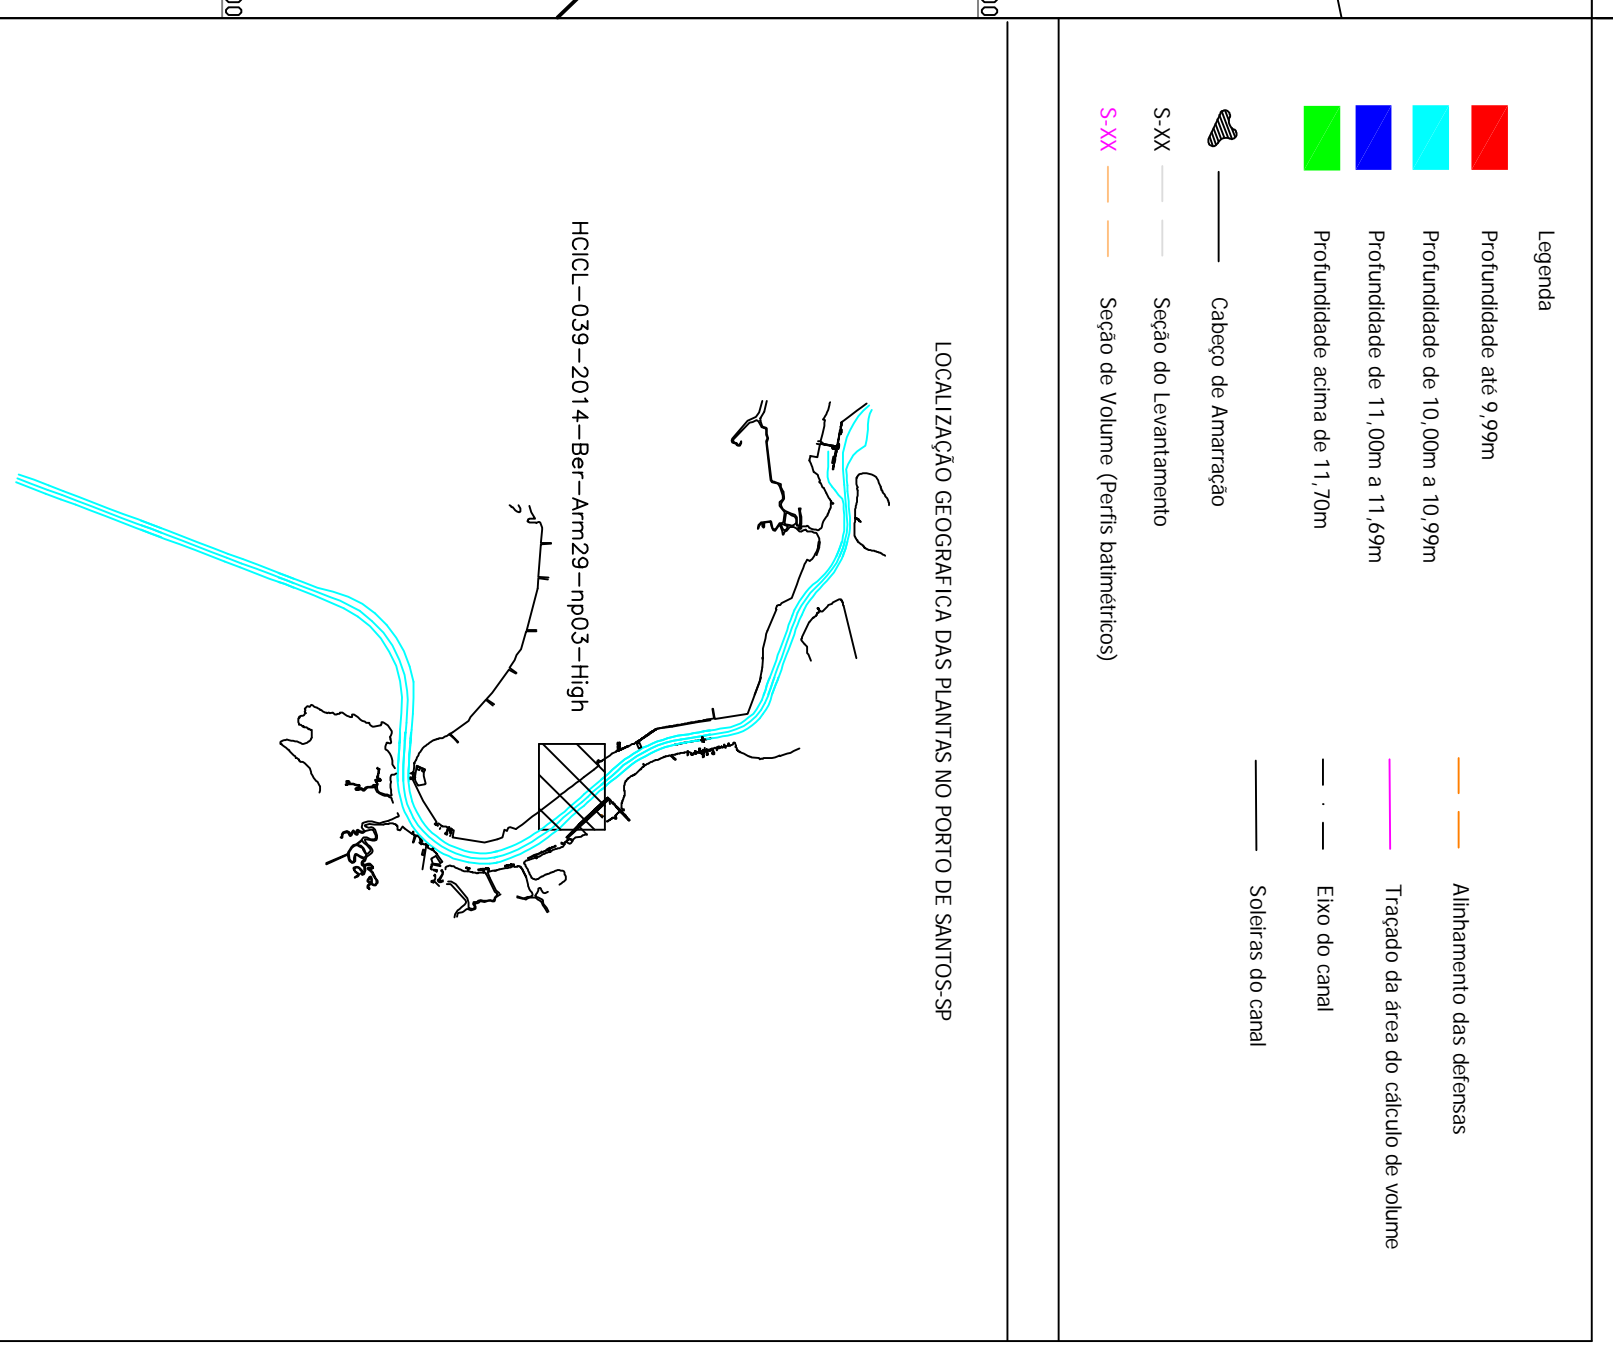 Legenda
Profundidade até 9,99m
Profundidade de 10,00m a 10,99m
Profundidade de 11,00m a 11,69m
Profundidade acima de 11,70m
Cabeço de Amarração
S-XX Seção do Levantamento
S-XX Seção de Volume (Perfis batimétricos)
Alinhamento das defensas
Traçado da área do cálculo de volume
Eixo do canal
Soleiras do canal
LOCALIZAÇÃO GEOGRAFICA DAS PLANTAS NO PORTO DE SANTOS-SP
HCICL-039-2014-Ber-Arm29-np03-High